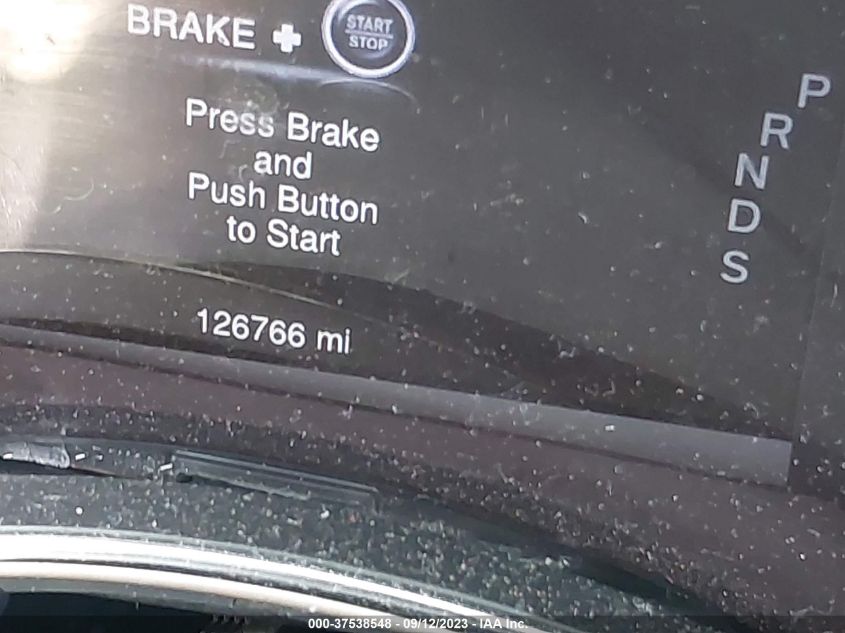 BRAKE + START
STOP
Press Brake
and
Push Button
to Start
126766 mi
P
R
N
D
S
000-37538548 - 09/12/2023 - IAA Inc.